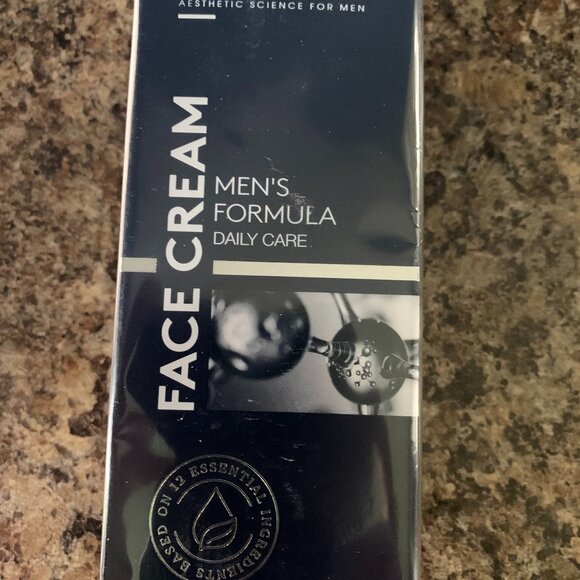 AESTHETIC SCIENCE FOR MEN
FACE CREAM
MEN'S
FORMULA
DAILY CARE
BASED ON 12 ESSENTIAL INGREDIENTS